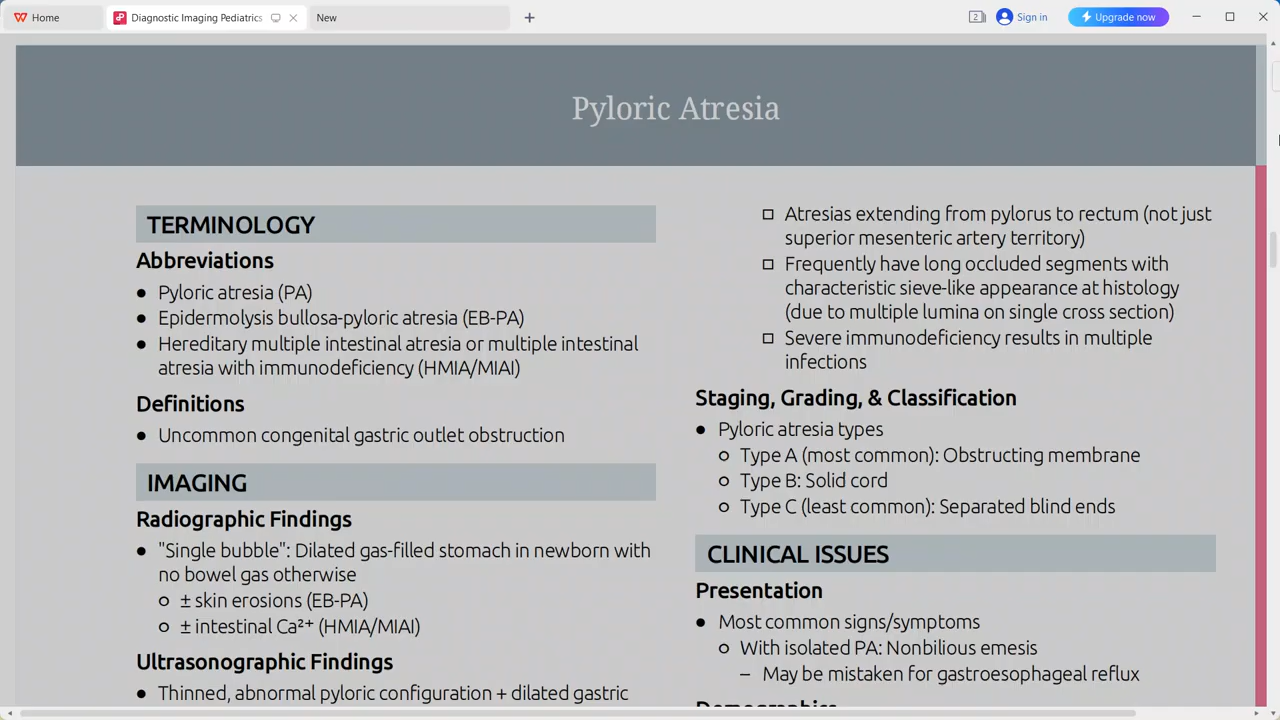 Home
Diagnostic Imaging Pediatrics
New
2
Sign in
Upgrade now
Pyloric Atresia
TERMINOLOGY
Abbreviations
● Pyloric atresia (PA)
● Epidermolysis bullosa-pyloric atresia (EB-PA)
● Hereditary multiple intestinal atresia or multiple intestinal
atresia with immunodeficiency (HMIA/MIAI)
Definitions
● Uncommon congenital gastric outlet obstruction
IMAGING
Radiographic Findings
● "Single bubble": Dilated gas-filled stomach in newborn with
no bowel gas otherwise
○ ± skin erosions (EB-PA)
○ ± intestinal Ca²⁺ (HMIA/MIAI)
Ultrasonographic Findings
● Thinned, abnormal pyloric configuration + dilated gastric
□ Atresias extending from pylorus to rectum (not just
superior mesenteric artery territory)
□ Frequently have long occluded segments with
characteristic sieve-like appearance at histology
(due to multiple lumina on single cross section)
□ Severe immunodeficiency results in multiple
infections
Staging, Grading, & Classification
● Pyloric atresia types
○ Type A (most common): Obstructing membrane
○ Type B: Solid cord
○ Type C (least common): Separated blind ends
CLINICAL ISSUES
Presentation
● Most common signs/symptoms
○ With isolated PA: Nonbilious emesis
– May be mistaken for gastroesophageal reflux
Demographics